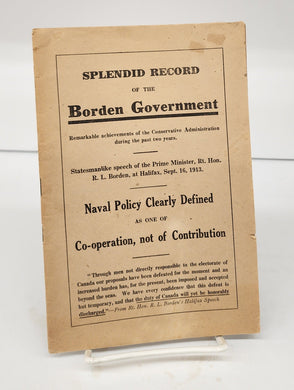 SPLENDID RECORD
OF THE
Borden Government
Remarkable achievements of the Conservative Administration
during the past two years.
Statesmanlike speech of the Prime Minister, Rt. Hon.
R. L. Borden, at Halifax, Sept. 16, 1913.
Naval Policy Clearly Defined
AS ONE OF
Co-operation, not of Contribution
"Through men not directly responsible to the electorate of
Canada our proposals have been defeated for the moment and an
increased burden has, for the present, been imposed and accepted
beyond the seas. We have every confidence that this defeat is
but temporary, and that the duty of Canada will yet be honorably
discharged."—From Rt. Hon. R. L. Borden's Halifax Speech